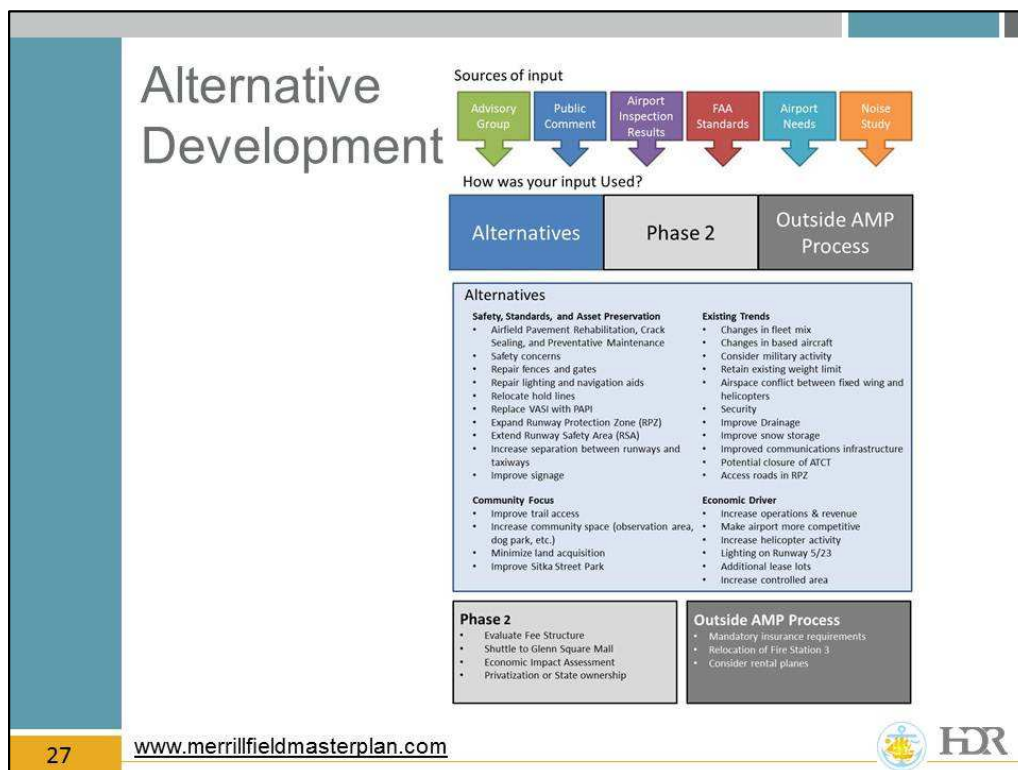 Alternative
Development
Sources of input
Advisory
Group
Public
Comment
Airport
Inspection
Results
FAA
Standards
Airport
Needs
Noise
Study
How was your input Used?
Alternatives
Phase 2
Outside AMP
Process
Alternatives
Safety, Standards, and Asset Preservation
• Airfield Pavement Rehabilitation, Crack
Sealing, and Preventative Maintenance
• Safety concerns
• Repair fences and gates
• Repair lighting and navigation aids
• Relocate hold lines
• Replace VASI with PAPI
• Expand Runway Protection Zone (RPZ)
• Extend Runway Safety Area (RSA)
• Increase separation between runways and
taxiways
• Improve signage
Community Focus
• Improve trail access
• Increase community space (observation area,
dog park, etc.)
• Minimize land acquisition
• Improve Sitka Street Park
Existing Trends
• Changes in fleet mix
• Changes in based aircraft
• Consider military activity
• Retain existing weight limit
• Airspace conflict between fixed wing and
helicopters
• Security
• Improve Drainage
• Improve snow storage
• Improved communications infrastructure
• Potential closure of ATCT
• Access roads in RPZ
Economic Driver
• Increase operations & revenue
• Make airport more competitive
• Increase helicopter activity
• Lighting on Runway 5/23
• Additional lease lots
• Increase controlled area
Phase 2
• Evaluate Fee Structure
• Shuttle to Glenn Square Mall
• Economic Impact Assessment
• Privatization or State ownership
Outside AMP Process
• Mandatory insurance requirements
• Relocation of Fire Station 3
• Consider rental planes
27
www.merrillfieldmasterplan.com
HDR